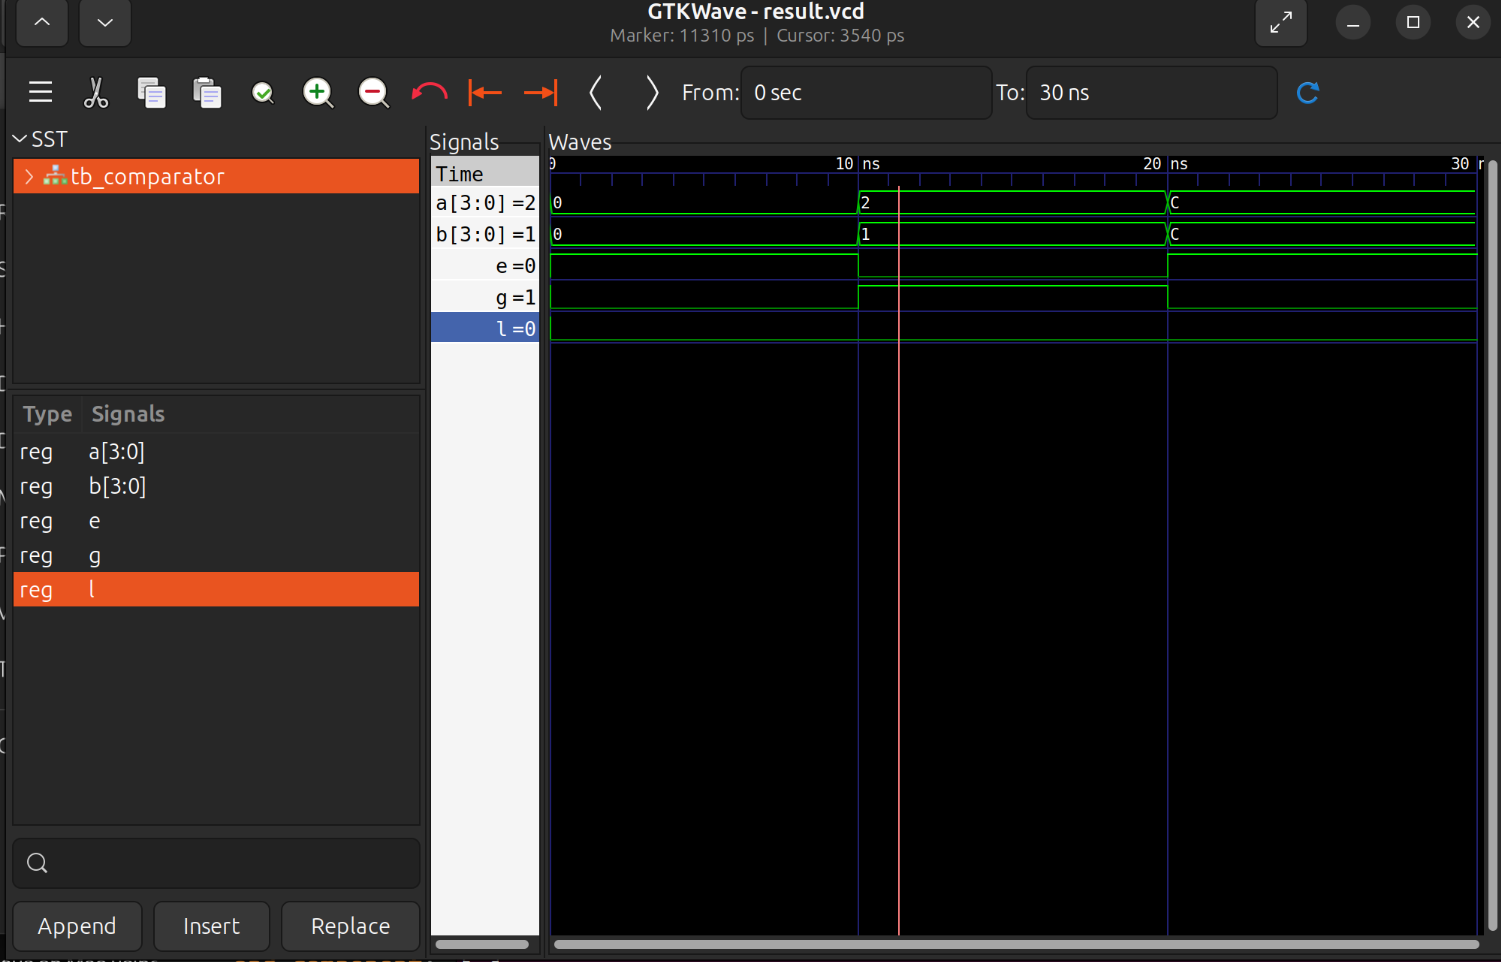 GTKWave - result.vcd
Marker: 11310 ps | Cursor: 3540 ps
From: 0 sec To: 30 ns
SST
tb_comparator
Type Signals
reg a[3:0]
reg b[3:0]
reg e
reg g
reg l
Append Insert Replace
Signals
Time
a[3:0] =2
b[3:0] =1
e =0
g =1
l =0
Waves
0 10 ns 20 ns 30
0 2 C
0 1 C